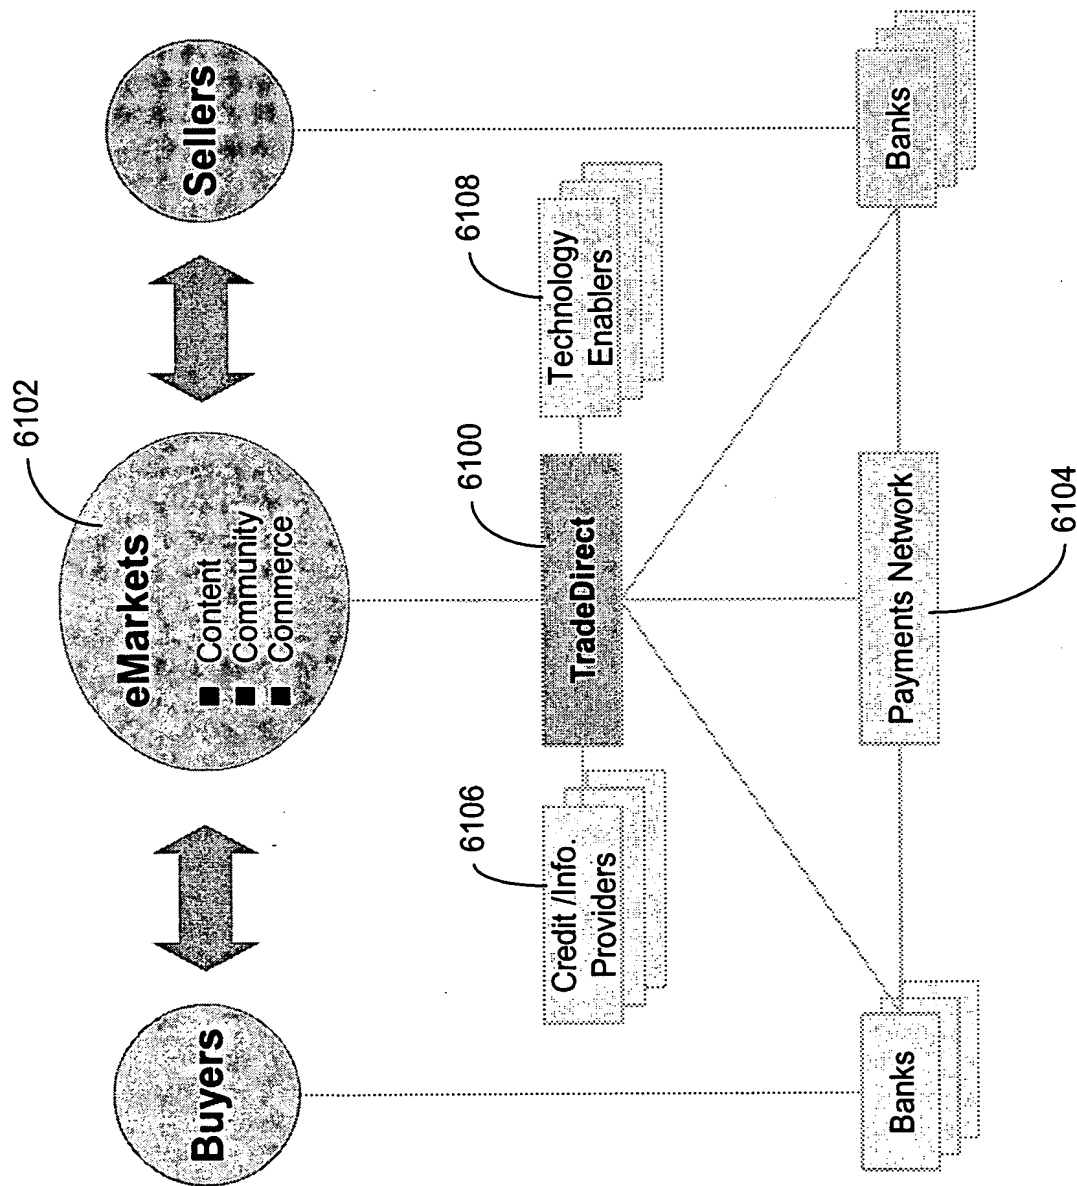 6102
Buyers
eMarkets
■ Content
■ Community
■ Commerce
Sellers
6106
6100
6108
Credit /Info.
Providers
TradeDirect
Technology
Enablers
Banks
Payments Network
Banks
6104